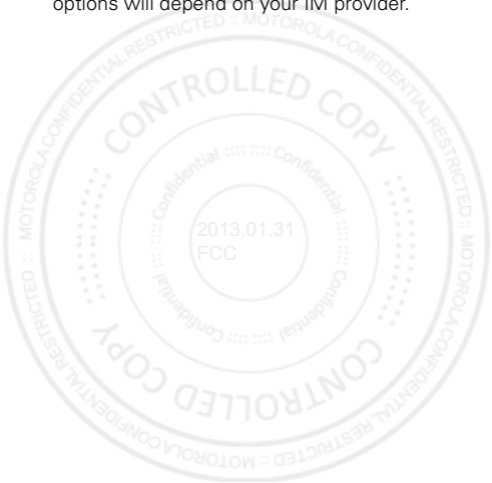 options will depend on your IM provider.
MOTOROLA CONFIDENTIAL RESTRICTED :: MOTOROLA CONFIDENTIAL RESTRICTED :: MOTOROLA CONFIDENTIAL RESTRICTED :: MOTOROLA CONFIDENTIAL RESTRICTED ::
CONTROLLED COPY
CONTROLLED COPY
Confidential Confidential Confidential Confidential
2013.01.31
FCC